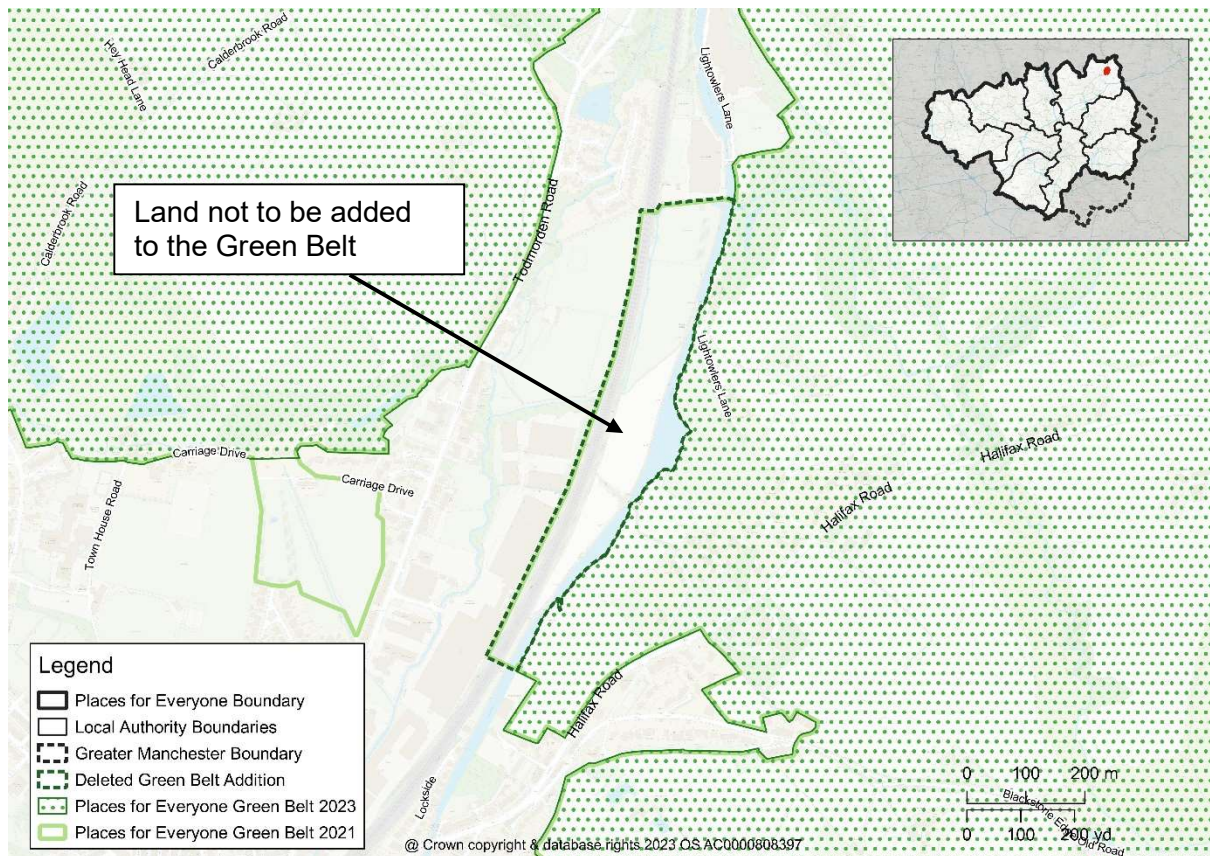 Hey Head Lane
Calderbrook Road
Calderbrook Road
Lightowlers Lane
Todmorden Road
Land not to be added
to the Green Belt
Lightowlers Lane
Carriage Drive
Carriage Drive
Town House Road
Halifax Road
Halifax Road
Halifax Road
Lockside
Legend
Places for Everyone Boundary
Local Authority Boundaries
Greater Manchester Boundary
Deleted Green Belt Addition
Places for Everyone Green Belt 2023
Places for Everyone Green Belt 2021
0 100 200 m
Blackstone Edge Old Road
0 100 200 yd
@ Crown copyright & database rights 2023 OS AC0000808397